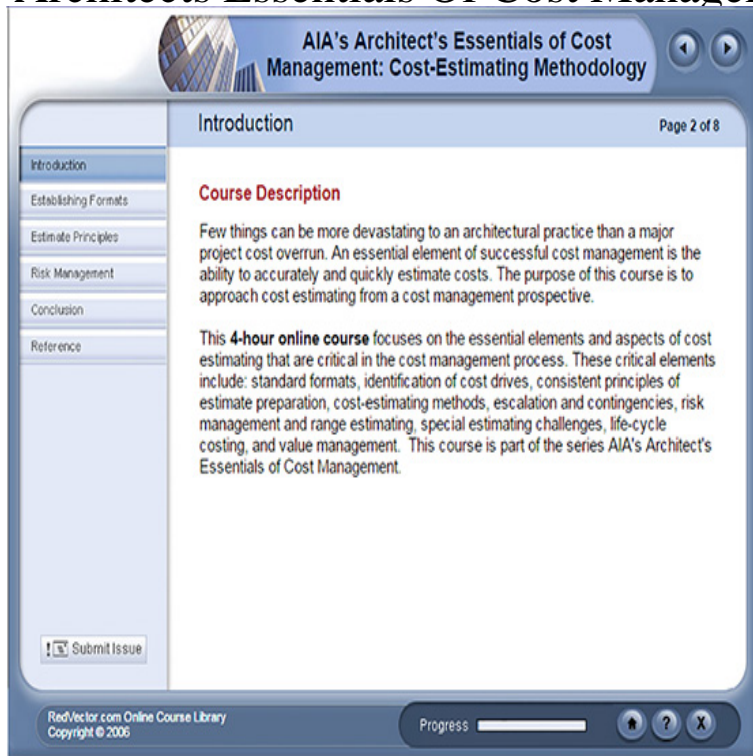 Architects Essentials Of Cost Manager
AIA's Architect's Essentials of Cost
Management: Cost-Estimating Methodology
Introduction
Page 2 of 8
Introduction
Establishing Formats
Estimate Principles
Risk Management
Conclusion
Reference
Course Description
Few things can be more devastating to an architectural practice than a major
project cost overrun. An essential element of successful cost management is the
ability to accurately and quickly estimate costs. The purpose of this course is to
approach cost estimating from a cost management prospective.
This 4-hour online course focuses on the essential elements and aspects of cost
estimating that are critical in the cost management process. These critical elements
include: standard formats, identification of cost drives, consistent principles of
estimate preparation, cost-estimating methods, escalation and contingencies, risk
management and range estimating, special estimating challenges, life-cycle
costing, and value management. This course is part of the series AIA's Architect's
Essentials of Cost Management.
! Submit Issue
RedVector.com Online Course Library
Copyright © 2006
Progress
? X